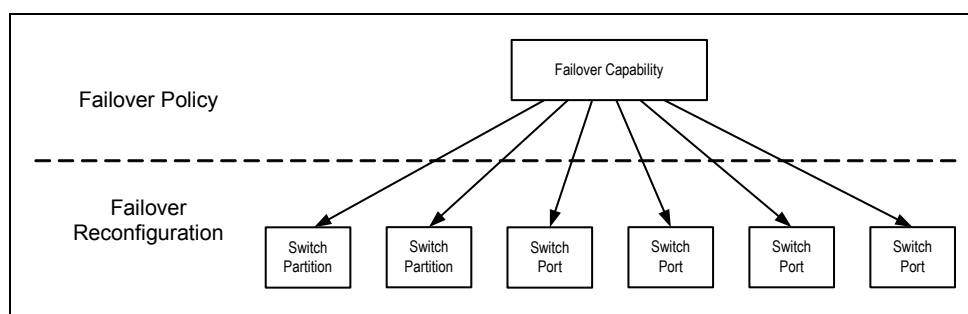 Failover Capability
Failover Policy
Failover
Reconfiguration
Switch
Partition
Switch
Partition
Switch
Port
Switch
Port
Switch
Port
Switch
Port